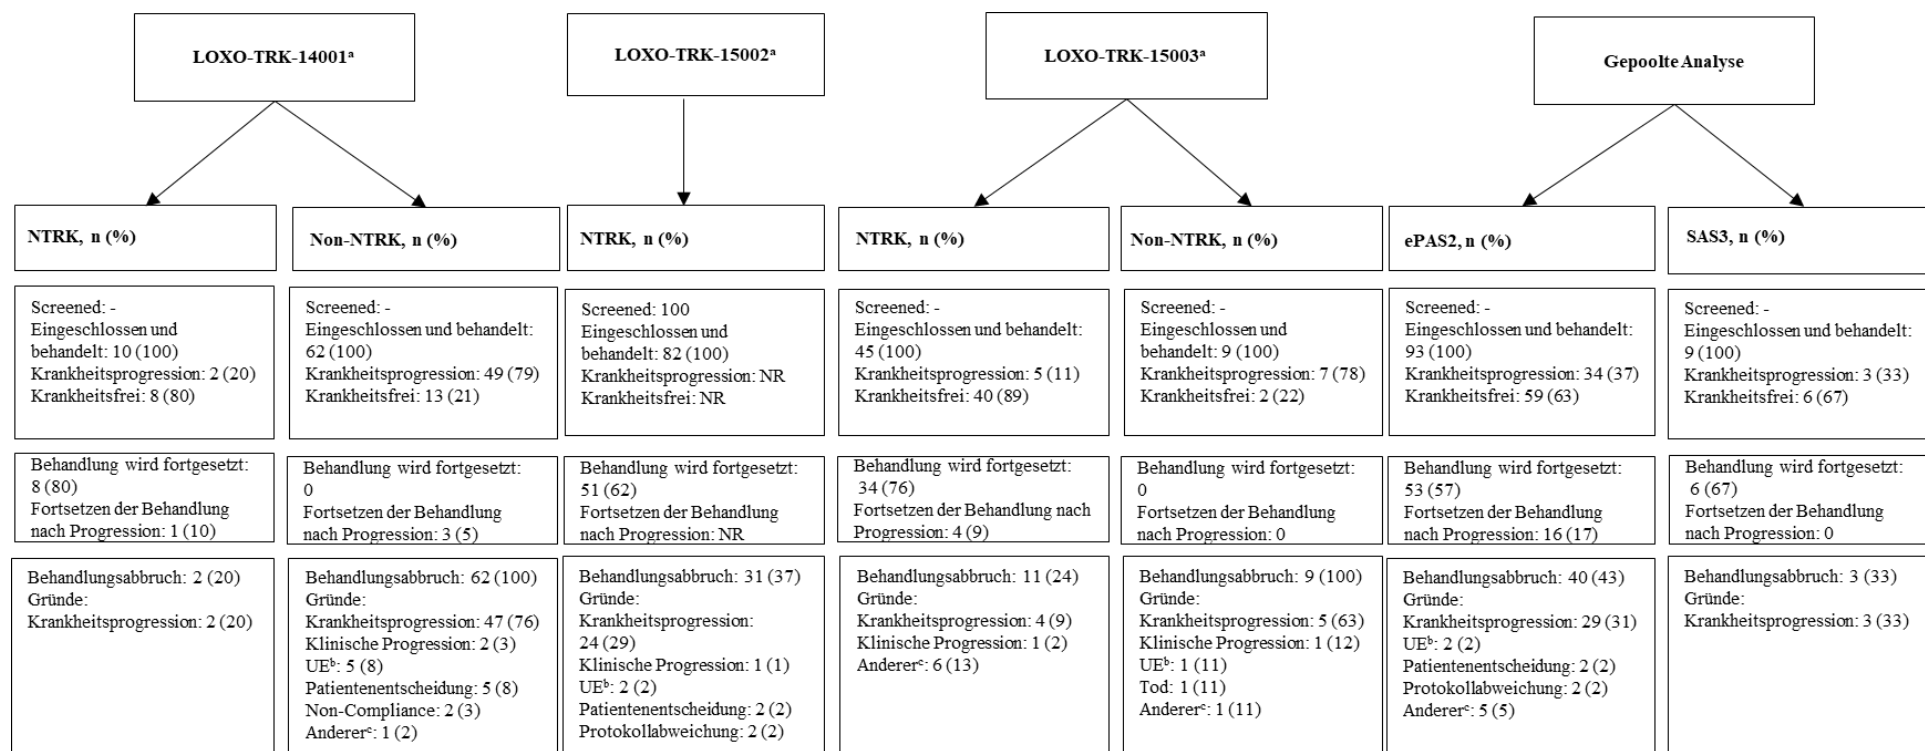 LOXO-TRK-14001ᵃ
LOXO-TRK-15002ᵃ
LOXO-TRK-15003ᵃ
Gepoolte Analyse
NTRK, n (%)
Non-NTRK, n (%)
NTRK, n (%)
NTRK, n (%)
Non-NTRK, n (%)
ePAS2, n (%)
SAS3, n (%)
Screened: -
Eingeschlossen und
behandelt: 10 (100)
Krankheitsprogression: 2 (20)
Krankheitsfrei: 8 (80)
Screened: -
Eingeschlossen und behandelt:
62 (100)
Krankheitsprogression: 49 (79)
Krankheitsfrei: 13 (21)
Screened: 100
Eingeschlossen und
behandelt: 82 (100)
Krankheitsprogression: NR
Krankheitsfrei: NR
Screened: -
Eingeschlossen und behandelt:
45 (100)
Krankheitsprogression: 5 (11)
Krankheitsfrei: 40 (89)
Screened: -
Eingeschlossen und
behandelt: 9 (100)
Krankheitsprogression: 7 (78)
Krankheitsfrei: 2 (22)
Screened: -
Eingeschlossen und behandelt:
93 (100)
Krankheitsprogression: 34 (37)
Krankheitsfrei: 59 (63)
Screened: -
Eingeschlossen und behandelt:
9 (100)
Krankheitsprogression: 3 (33)
Krankheitsfrei: 6 (67)
Behandlung wird fortgesetzt:
8 (80)
Fortsetzen der Behandlung
nach Progression: 1 (10)
Behandlung wird fortgesetzt:
0
Fortsetzen der Behandlung
nach Progression: 3 (5)
Behandlung wird fortgesetzt:
51 (62)
Fortsetzen der Behandlung
nach Progression: NR
Behandlung wird fortgesetzt:
34 (76)
Fortsetzen der Behandlung nach
Progression: 4 (9)
Behandlung wird fortgesetzt:
0
Fortsetzen der Behandlung
nach Progression: 0
Behandlung wird fortgesetzt:
53 (57)
Fortsetzen der Behandlung
nach Progression: 16 (17)
Behandlung wird fortgesetzt:
6 (67)
Fortsetzen der Behandlung
nach Progression: 0
Behandlungsabbruch: 2 (20)
Gründe:
Krankheitsprogression: 2 (20)
Behandlungsabbruch: 62 (100)
Gründe:
Krankheitsprogression: 47 (76)
Klinische Progression: 2 (3)
UEᵇ: 5 (8)
Patientenentscheidung: 5 (8)
Non-Compliance: 2 (3)
Andererᶜ: 1 (2)
Behandlungsabbruch: 31 (37)
Gründe:
Krankheitsprogression:
24 (29)
Klinische Progression: 1 (1)
UEᵇ: 2 (2)
Patientenentscheidung: 2 (2)
Protokollabweichung: 2 (2)
Behandlungsabbruch: 11 (24)
Gründe:
Krankheitsprogression: 4 (9)
Klinische Progression: 1 (2)
Andererᶜ: 6 (13)
Behandlungsabbruch: 9 (100)
Gründe:
Krankheitsprogression: 5 (63)
Klinische Progression: 1 (12)
UEᵇ: 1 (11)
Tod: 1 (11)
Andererᶜ: 1 (11)
Behandlungsabbruch: 40 (43)
Gründe:
Krankheitsprogression: 29 (31)
UEᵇ: 2 (2)
Patientenentscheidung: 2 (2)
Protokollabweichung: 2 (2)
Andererᶜ: 5 (5)
Behandlungsabbruch: 3 (33)
Gründe:
Krankheitsprogression: 3 (33)